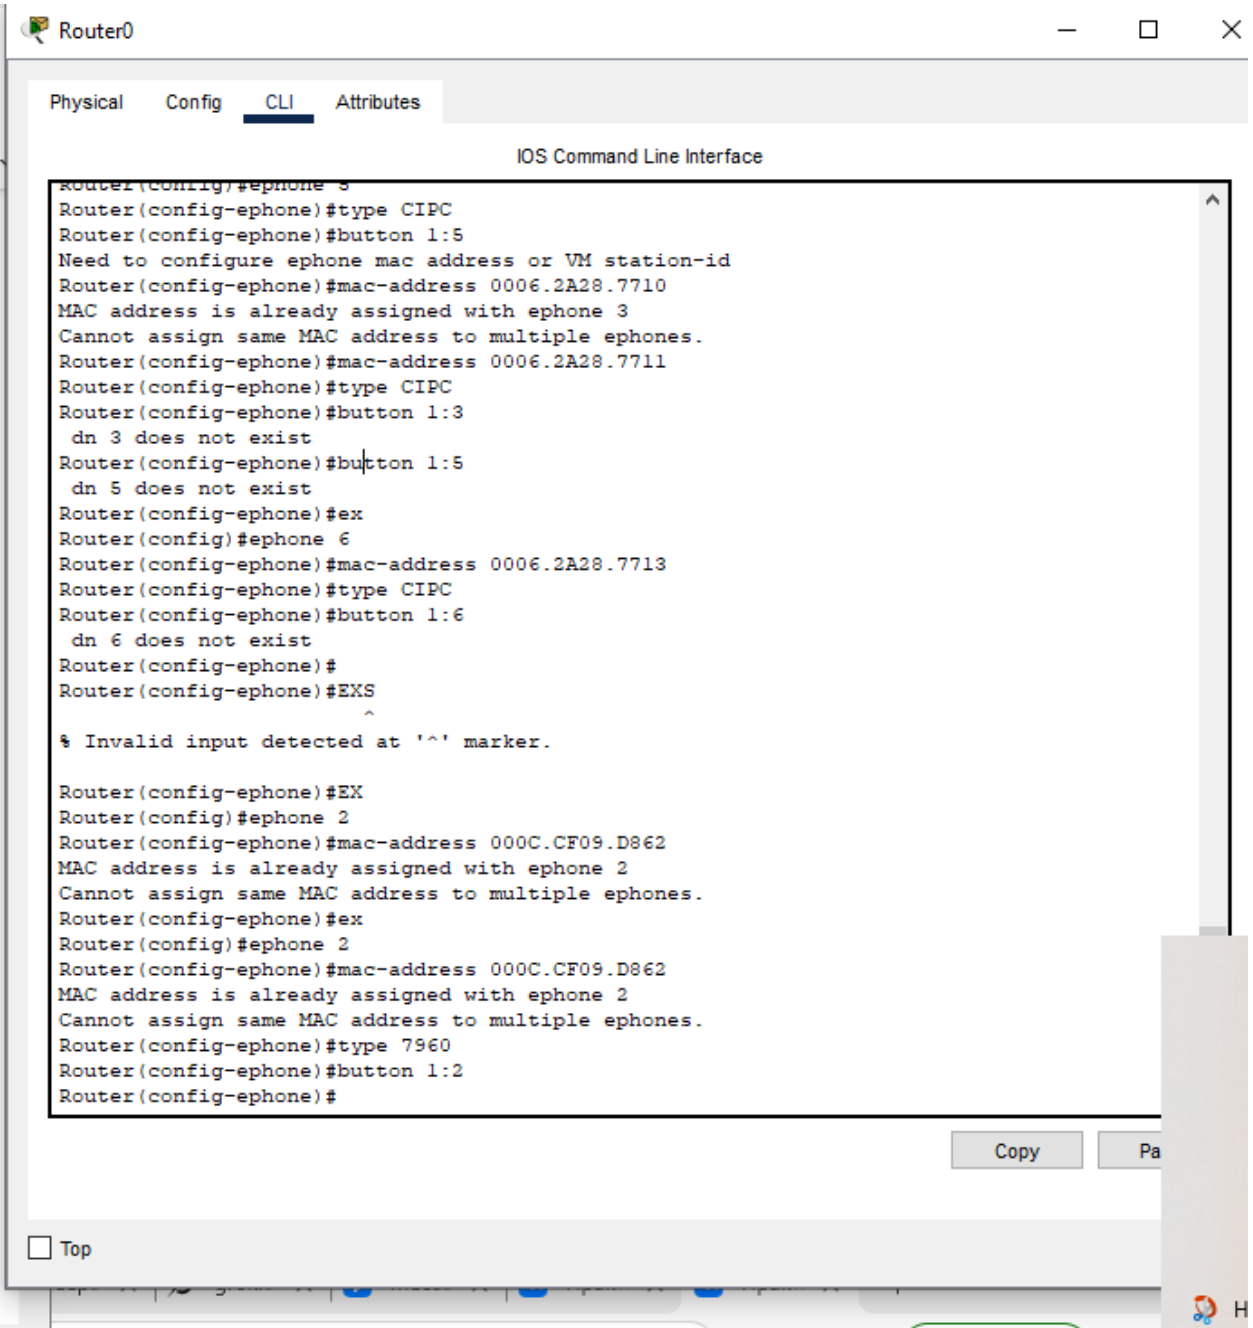 Router0
Physical Config CLI Attributes
IOS Command Line Interface
Router(config)#ephone 5
Router(config-ephone)#type CIPC
Router(config-ephone)#button 1:5
Need to configure ephone mac address or VM station-id
Router(config-ephone)#mac-address 0006.2A28.7710
MAC address is already assigned with ephone 3
Cannot assign same MAC address to multiple ephones.
Router(config-ephone)#mac-address 0006.2A28.7711
Router(config-ephone)#type CIPC
Router(config-ephone)#button 1:3
dn 3 does not exist
Router(config-ephone)#button 1:5
dn 5 does not exist
Router(config-ephone)#ex
Router(config)#ephone 6
Router(config-ephone)#mac-address 0006.2A28.7713
Router(config-ephone)#type CIPC
Router(config-ephone)#button 1:6
dn 6 does not exist
Router(config-ephone)#
Router(config-ephone)#EXS
^
% Invalid input detected at '^' marker.
Router(config-ephone)#EX
Router(config)#ephone 2
Router(config-ephone)#mac-address 000C.CF09.D862
MAC address is already assigned with ephone 2
Cannot assign same MAC address to multiple ephones.
Router(config-ephone)#ex
Router(config)#ephone 2
Router(config-ephone)#mac-address 000C.CF09.D862
MAC address is already assigned with ephone 2
Cannot assign same MAC address to multiple ephones.
Router(config-ephone)#type 7960
Router(config-ephone)#button 1:2
Router(config-ephone)#
Copy Pa
Top
H